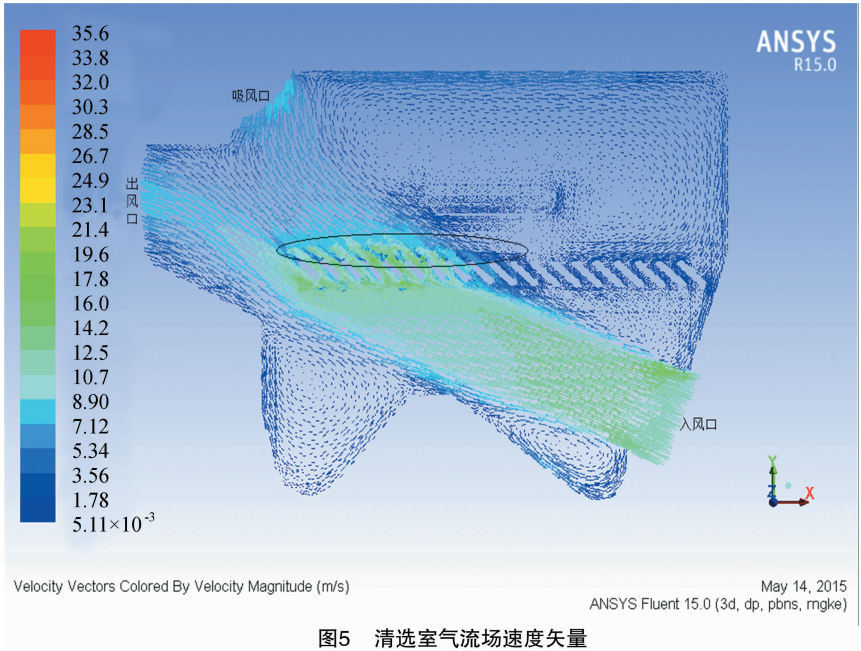 35.6
33.8
32.0
30.3
28.5
26.7
24.9
23.1
21.4
19.6
17.8
16.0
14.2
12.5
10.7
8.90
7.12
5.34
3.56
1.78
5.11×10⁻³
ANSYS
R15.0
吸风口
出风口
入风口
Y
Z
X
Velocity Vectors Colored By Velocity Magnitude (m/s)
May 14, 2015
ANSYS Fluent 15.0 (3d, dp, pbns, rngke)
图5 清选室气流场速度矢量